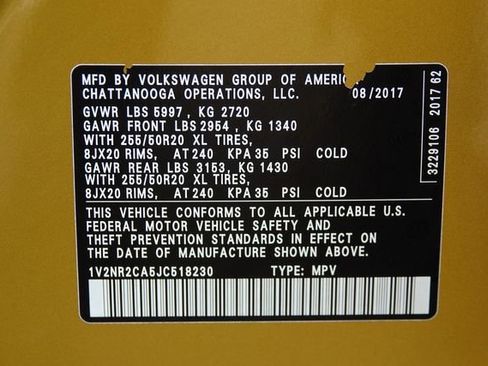 MFD BY VOLKSWAGEN GROUP OF AMERICA
CHATTANOOGA OPERATIONS, LLC. 08/2017
GVWR LBS 5997, KG 2720
GAWR FRONT LBS 2954, KG 1340
WITH 255/50R20 XL TIRES,
8JX20 RIMS, AT 240 KPA 35 PSI COLD
GAWR REAR LBS 3153, KG 1430
WITH 255/50R20 XL TIRES,
8JX20 RIMS, AT 240 KPA 35 PSI COLD
THIS VEHICLE CONFORMS TO ALL APPLICABLE U.S.
FEDERAL MOTOR VEHICLE SAFETY AND
THEFT PREVENTION STANDARDS IN EFFECT ON
THE DATE OF MANUFACTURE SHOWN ABOVE.
1V2NR2CA5JC518230 TYPE: MPV
3229106 2017 62